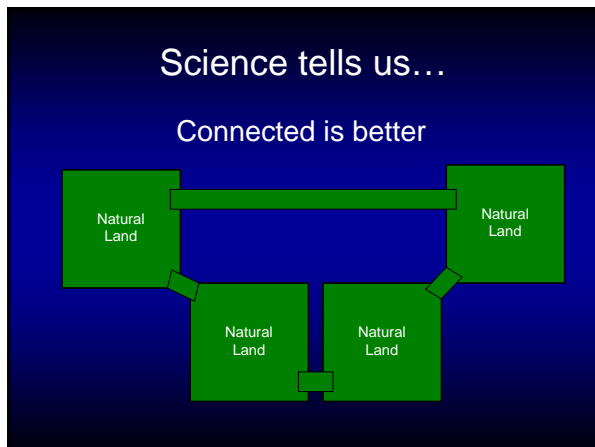 Science tells us…
Connected is better
Natural
Land
Natural
Land
Natural
Land
Natural
Land